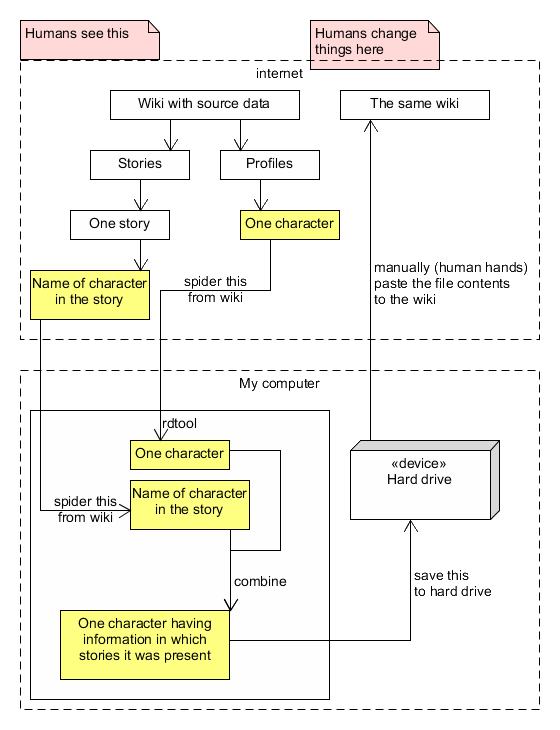 Humans see this
Humans change
things here
internet
Wiki with source data
The same wiki
Stories
Profiles
One story
One character
Name of character
in the story
spider this
from wiki
manually (human hands)
paste the file contents
to the wiki
My computer
rdtool
One character
«device»
Hard drive
Name of character
in the story
spider this
from wiki
combine
save this
to hard drive
One character having
information in which
stories it was present